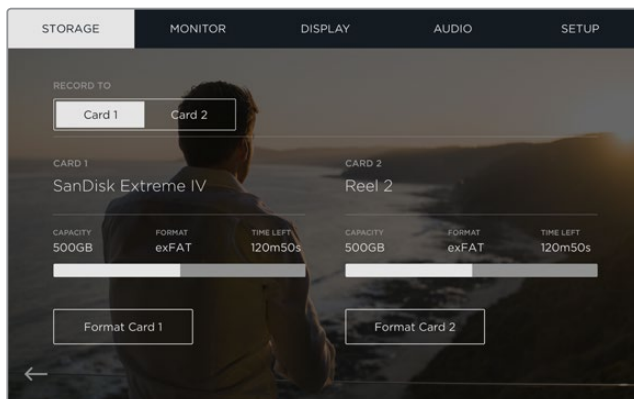 STORAGE MONITOR DISPLAY AUDIO SETUP
RECORD TO
Card 1 Card 2
CARD 1 CARD 2
SanDisk Extreme IV Reel 2
CAPACITY FORMAT TIME LEFT CAPACITY FORMAT TIME LEFT
500GB exFAT 120m50s 500GB exFAT 120m50s
Format Card 1 Format Card 2